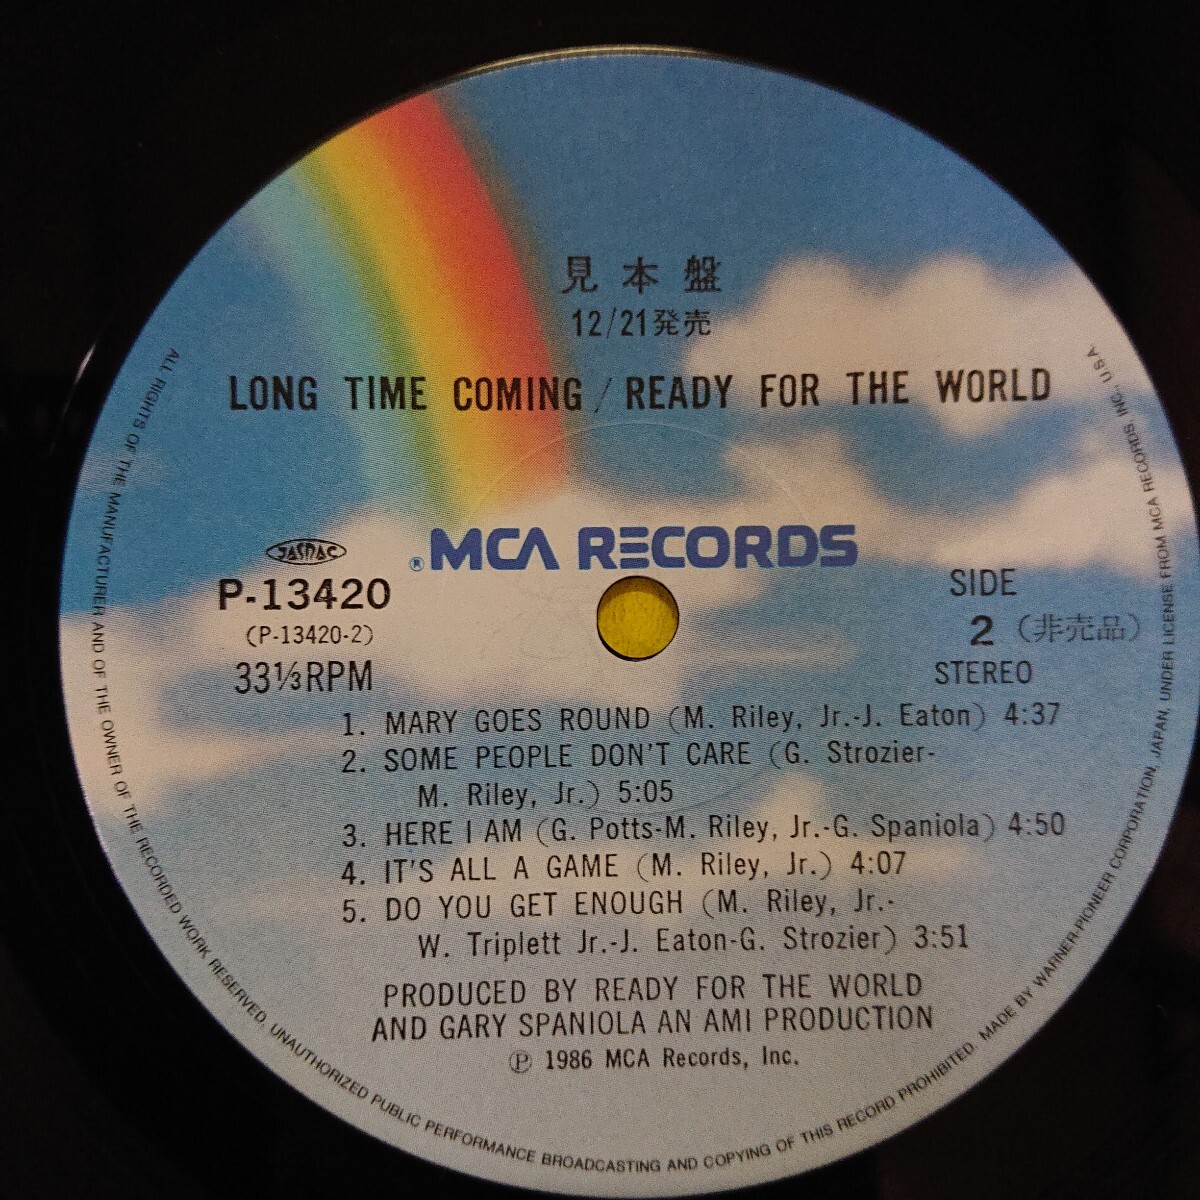 見本盤
12/21発売
LONG TIME COMING / READY FOR THE WORLD
® MCA RECORDS
JASRAC
P-13420
(P-13420-2)
33⅓RPM
SIDE
2 (非売品)
STEREO
1. MARY GOES ROUND (M. Riley, Jr.-J. Eaton) 4:37
2. SOME PEOPLE DON'T CARE (G. Strozier-
M. Riley, Jr.) 5:05
3. HERE I AM (G. Potts-M. Riley, Jr.-G. Spaniola) 4:50
4. IT'S ALL A GAME (M. Riley, Jr.) 4:07
5. DO YOU GET ENOUGH (M. Riley, Jr.-
W. Triplett Jr.-J. Eaton-G. Strozier) 3:51
PRODUCED BY READY FOR THE WORLD
AND GARY SPANIOLA AN AMI PRODUCTION
℗ 1986 MCA Records, Inc.
ALL RIGHTS OF THE MANUFACTURER AND OF THE OWNER OF THE RECORDED WORK RESERVED. UNAUTHORIZED PUBLIC PERFORMANCE BROADCASTING AND COPYING OF THIS RECORD PROHIBITED. MADE BY WARNER-PIONEER CORPORATION, JAPAN, UNDER LICENSE FROM MCA RECORDS, INC., U.S.A.